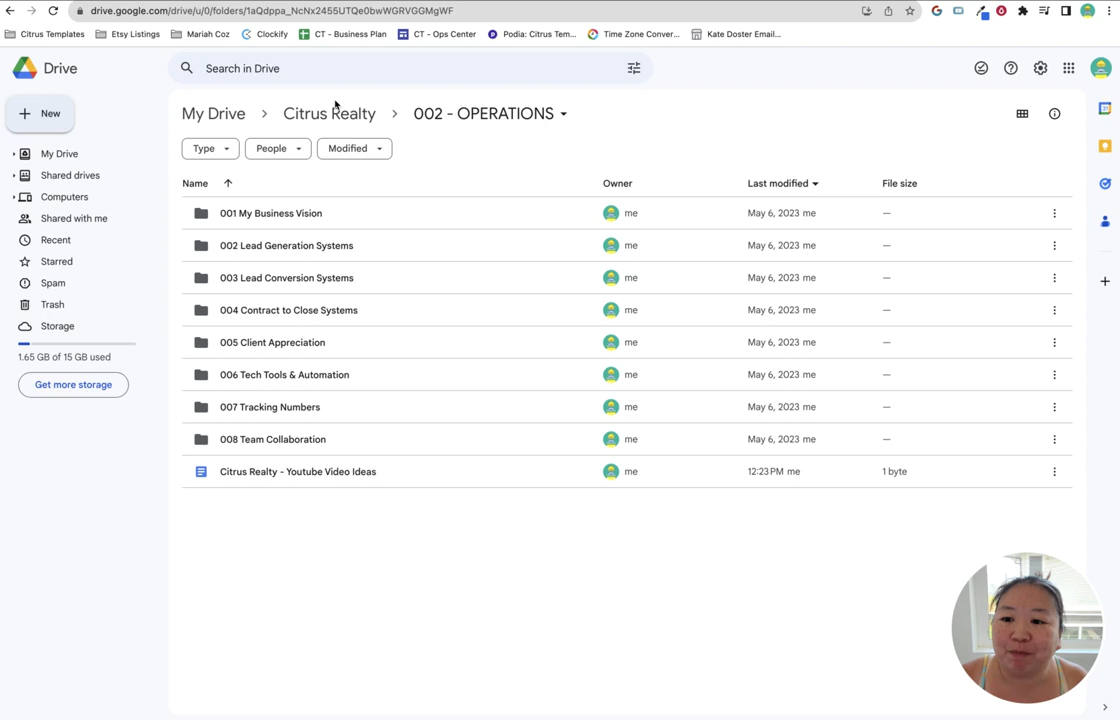 drive.google.com/drive/u/0/folders/1aQdppa_NcNx2455UTQe0bwWGRVGGMgWF
Citrus Templates Etsy Listings Mariah Coz Clockify CT - Business Plan CT - Ops Center Podia: Citrus Tem... Time Zone Conver... Kate Doster Email...
Drive
Search in Drive
New
My Drive > Citrus Realty > 002 - OPERATIONS
Type People Modified
My Drive
Shared drives
Computers
Shared with me
Recent
Starred
Spam
Trash
Storage
1.65 GB of 15 GB used
Get more storage
Name Owner Last modified File size
001 My Business Vision me May 6, 2023 me —
002 Lead Generation Systems me May 6, 2023 me —
003 Lead Conversion Systems me May 6, 2023 me —
004 Contract to Close Systems me May 6, 2023 me —
005 Client Appreciation me May 6, 2023 me —
006 Tech Tools & Automation me May 6, 2023 me —
007 Tracking Numbers me May 6, 2023 me —
008 Team Collaboration me May 6, 2023 me —
Citrus Realty - Youtube Video Ideas me 12:23 PM me 1 byte